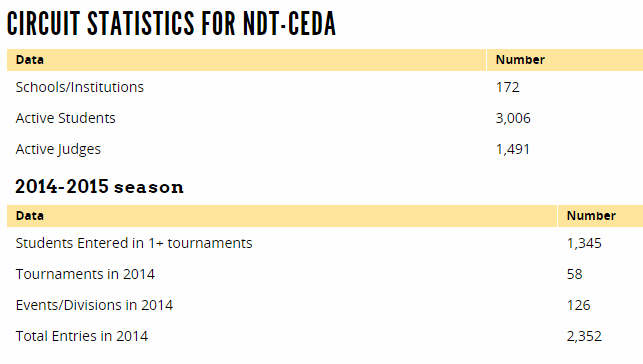 CIRCUIT STATISTICS FOR NDT-CEDA
Data Number
Schools/Institutions 172
Active Students 3,006
Active Judges 1,491
2014-2015 season
Data Number
Students Entered in 1+ tournaments 1,345
Tournaments in 2014 58
Events/Divisions in 2014 126
Total Entries in 2014 2,352